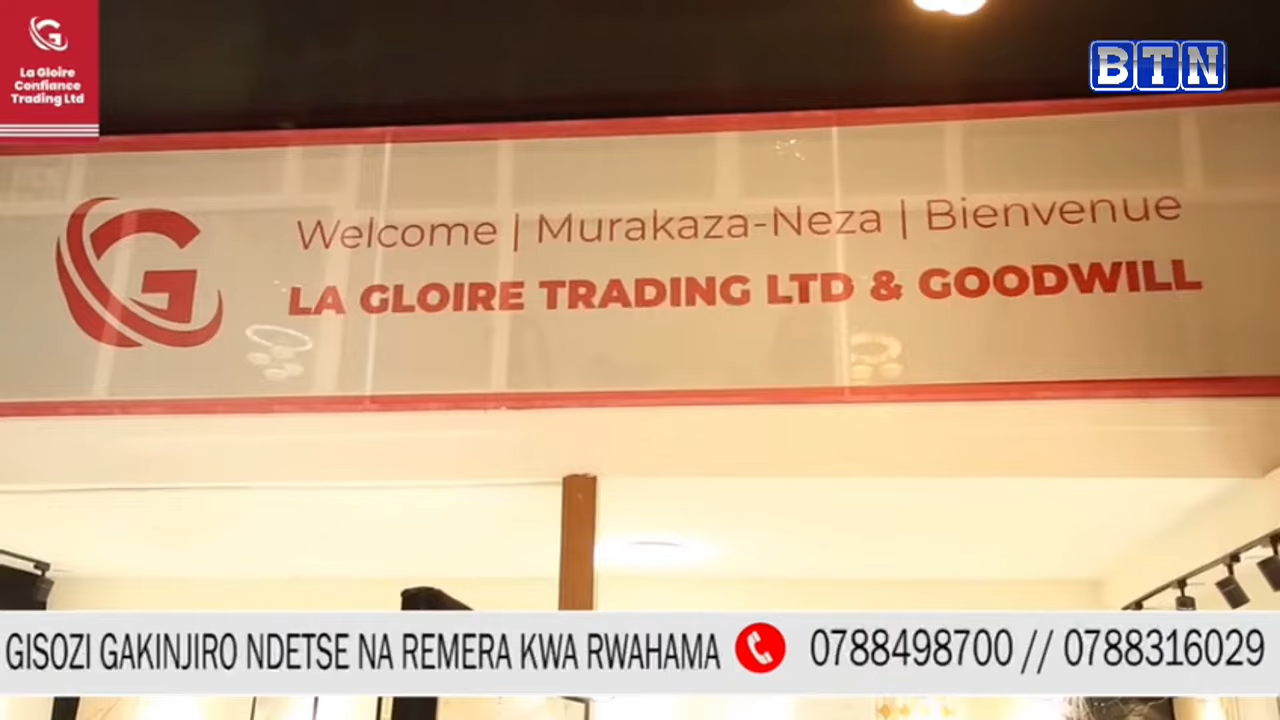 La Gloire
Confiance
Trading Ltd
BTN
Welcome | Murakaza-Neza | Bienvenue
LA GLOIRE TRADING LTD & GOODWILL
GISOZI GAKINJIRO NDETSE NA REMERA KWA RWAHAMA 0788498700 // 0788316029